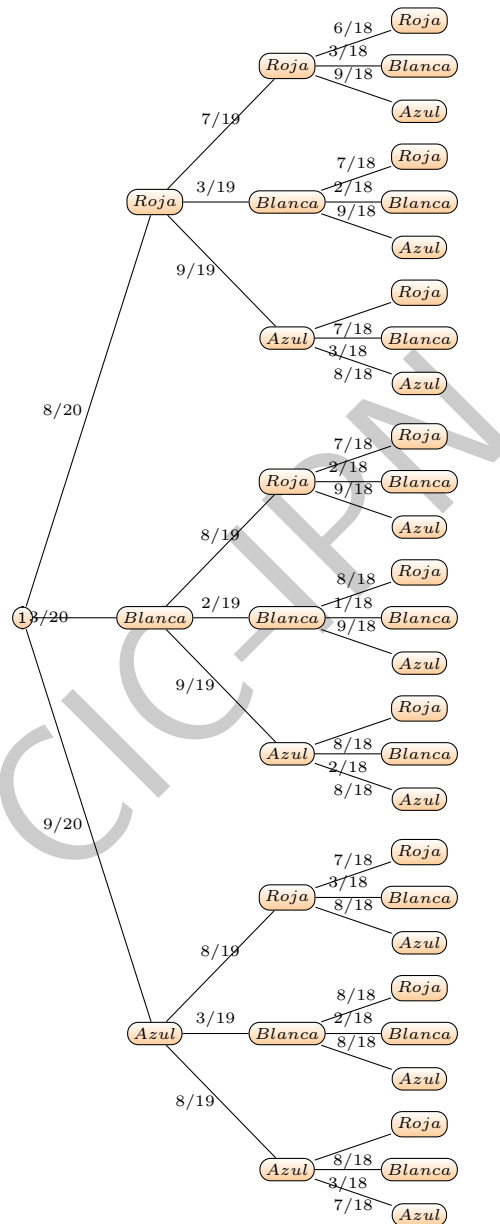 6/18
Roja
3/18
Roja
Blanca
9/18
Azul
7/19
7/18
Roja
3/19
2/18
Roja
Blanca
Blanca
9/18
Azul
9/19
Roja
7/18
Azul
Blanca
3/18
8/18
Azul
8/20
7/18
Roja
2/18
Roja
Blanca
9/18
Azul
8/19
8/18
Roja
2/19
1/18
1
3/20
Blanca
Blanca
Blanca
9/18
Azul
9/19
Roja
8/18
Azul
Blanca
2/18
8/18
Azul
9/20
7/18
Roja
3/18
Roja
Blanca
8/18
Azul
8/19
8/18
Roja
3/19
2/18
Azul
Blanca
Blanca
8/18
Azul
8/19
Roja
8/18
Azul
Blanca
3/18
7/18
Azul
CIC-IPN